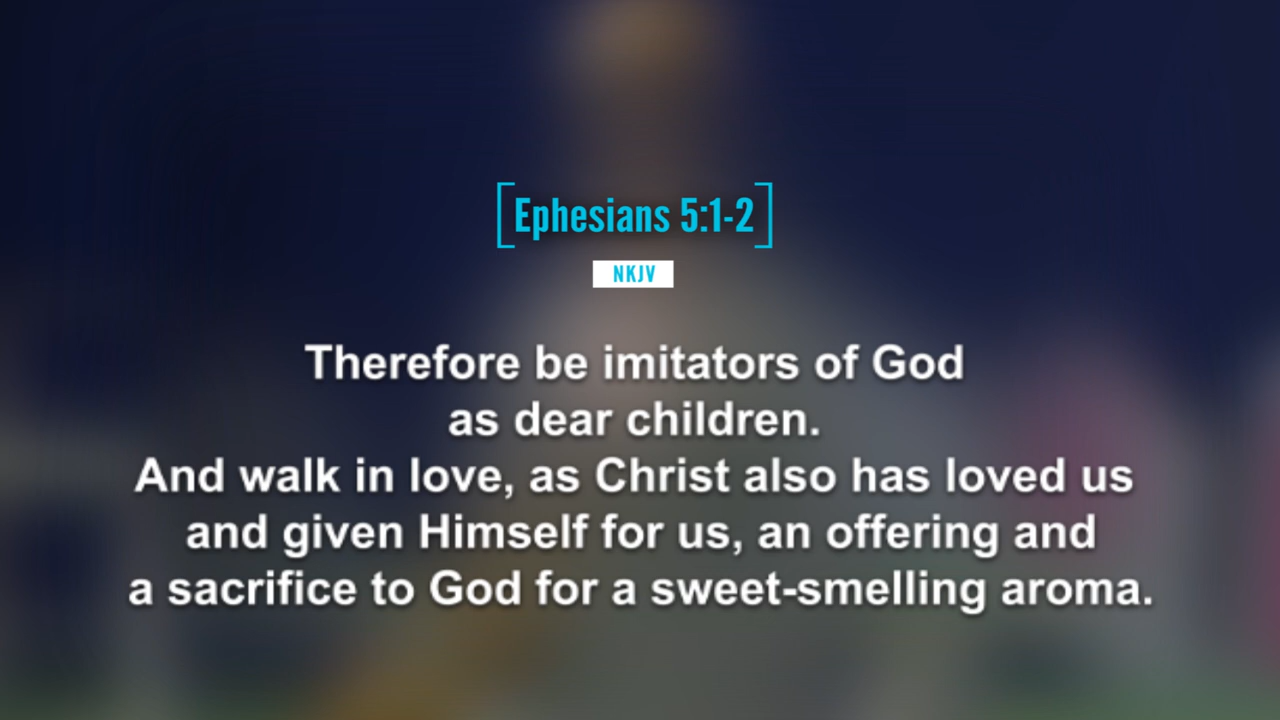 [Ephesians 5:1-2]
NKJV
Therefore be imitators of God
as dear children.
And walk in love, as Christ also has loved us
and given Himself for us, an offering and
a sacrifice to God for a sweet-smelling aroma.